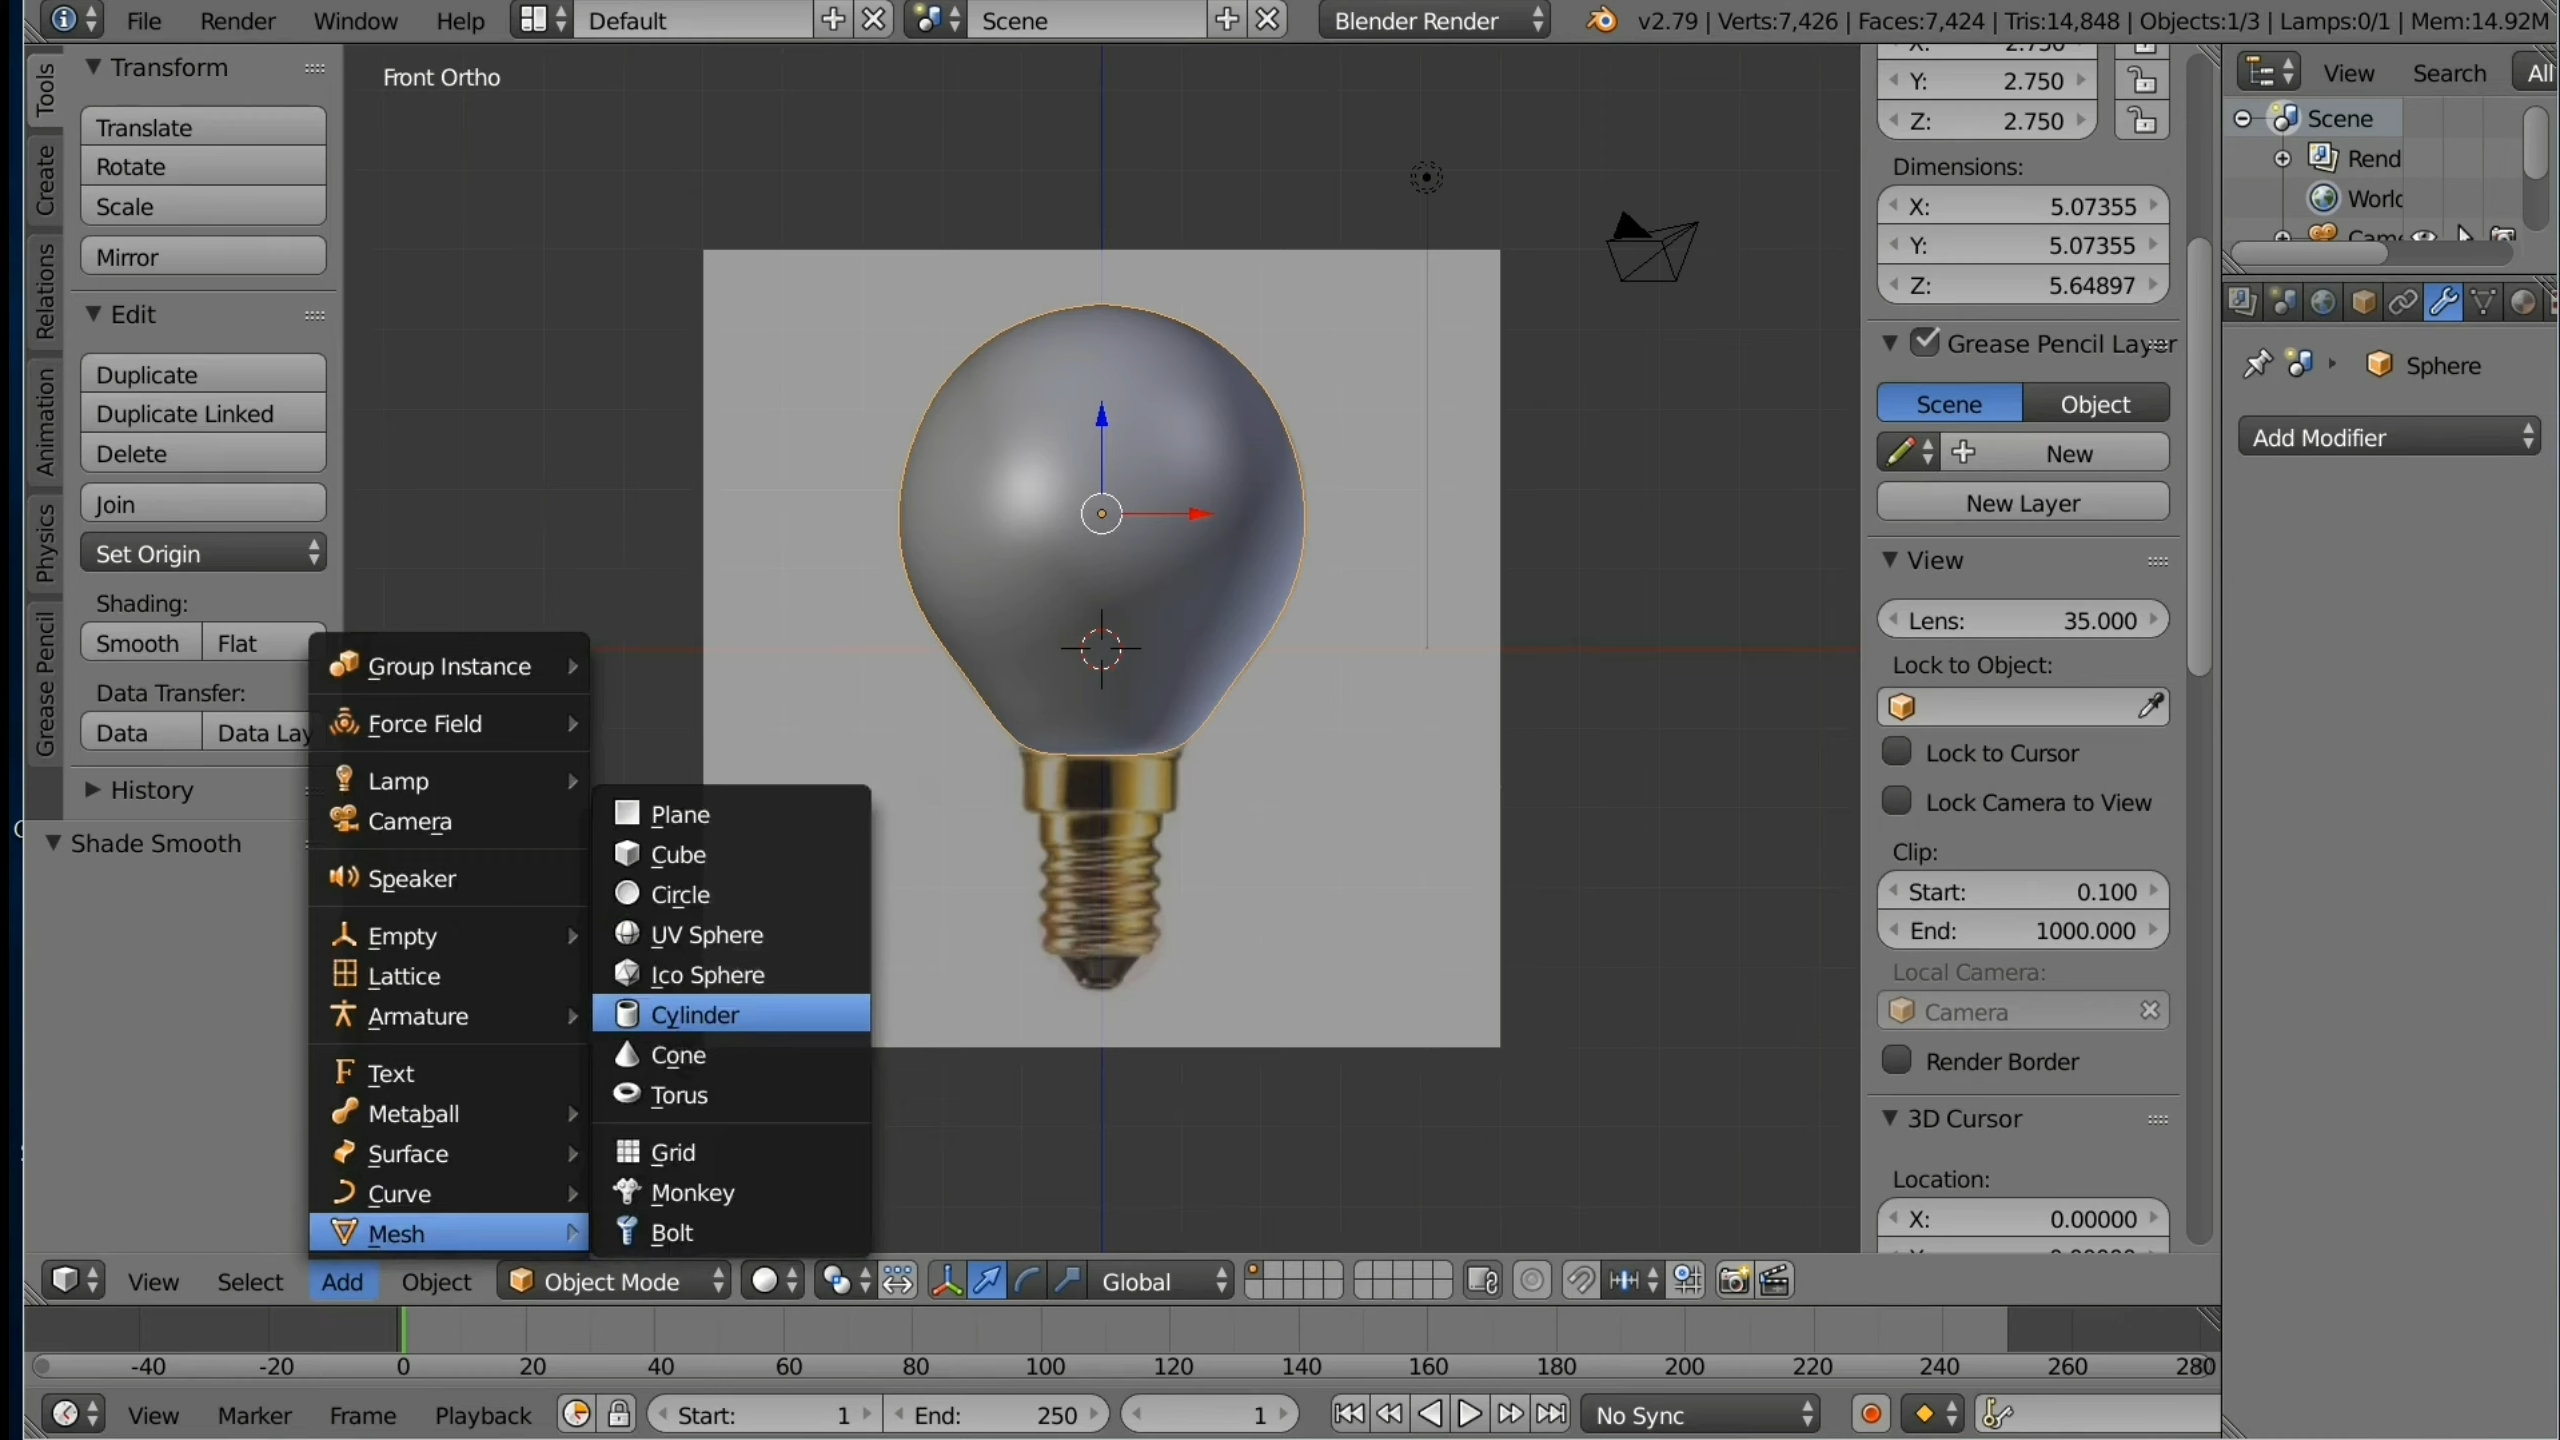 File Render Window Help Default Scene Blender Render v2.79 | Verts:7,426 | Faces:7,424 | Tris:14,848 | Objects:1/3 | Lamps:0/1 | Mem:14.92M
Tools
Create
Relations
Animation
Physics
Grease Pencil
Transform
Translate
Rotate
Scale
Mirror
Edit
Duplicate
Duplicate Linked
Delete
Join
Set Origin
Shading:
Smooth Flat
Data Transfer:
Data Data Lay
History
Shade Smooth
Front Ortho
Group Instance
Force Field
Lamp
Camera
Speaker
Empty
Lattice
Armature
Text
Metaball
Surface
Curve
Mesh
Plane
Cube
Circle
UV Sphere
Ico Sphere
Cylinder
Cone
Torus
Grid
Monkey
Bolt
X: 2.750
Y: 2.750
Z: 2.750
Dimensions:
X: 5.07355
Y: 5.07355
Z: 5.64897
Grease Pencil Layer
Scene Object
New
New Layer
View
Lens: 35.000
Lock to Object:
Lock to Cursor
Lock Camera to View
Clip:
Start: 0.100
End: 1000.000
Local Camera:
Camera
Render Border
3D Cursor
Location:
X: 0.00000
View Search All
Scene
Rend
World
Came
Sphere
Add Modifier
View Select Add Object Object Mode Global
-40 -20 0 20 40 60 80 100 120 140 160 180 200 220 240 260 280
View Marker Frame Playback Start: 1 End: 250 1 No Sync